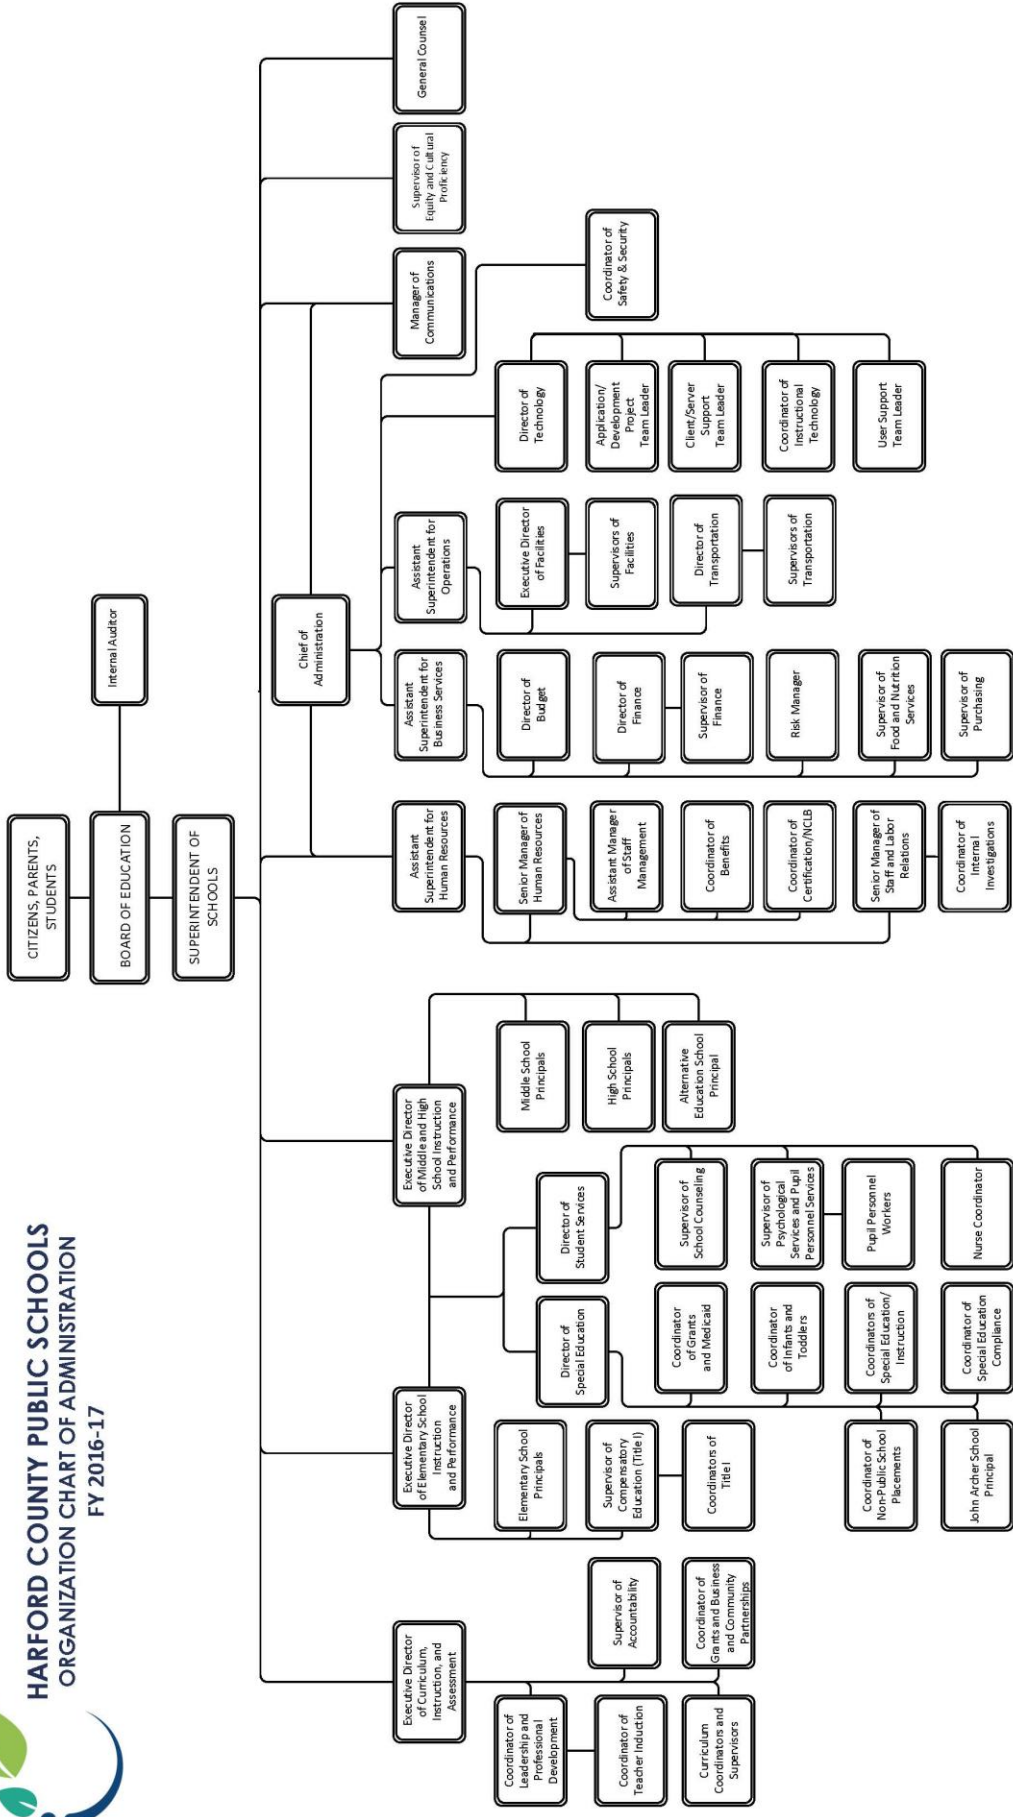 HARFORD COUNTY PUBLIC SCHOOLS
ORGANIZATION CHART OF ADMINISTRATION
FY 2016-17
CITIZENS, PARENTS,
STUDENTS
BOARD OF EDUCATION
Internal Auditor
SUPERINTENDENT OF
SCHOOLS
Chief of
Administration
Executive Director
of Curriculum,
Instruction, and
Assessment
Executive Director
of Elementary School
Instruction
and Performance
Executive Director
of Middle and High
School Instruction
and Performance
Assistant
Superintendent for
Human Resources
Assistant
Superintendent for
Business Services
Assistant
Superintendent for
Operations
Manager of
Communications
Supervisor of
Equity and Cultural
Proficiency
General Counsel
Coordinator of
Leadership and
Professional
Development
Coordinator of
Teacher Induction
Curriculum
Coordinators and
Supervisors
Supervisor of
Accountability
Coordinator of
Grants and Business
and Community
Partnerships
Elementary School
Principals
Supervisor of
Compensatory
Education (Title I)
Coordinators of
Title I
Coordinator of
Non-Public School
Placements
John Archer School
Principal
Director of
Special Education
Coordinator
of Grants
and Medicaid
Coordinator
of Infants and
Toddlers
Coordinators of
Special Education/
Instruction
Coordinator of
Special Education
Compliance
Director of
Student Services
Supervisor of
School Counseling
Supervisor of
Psychological
Services and Pupil
Personnel Services
Pupil Personnel
Workers
Nurse Coordinator
Middle School
Principals
High School
Principals
Alternative
Education School
Principal
Senior Manager of
Human Resources
Assistant Manager
of Staff
Management
Coordinator of
Benefits
Coordinator of
Certification/NCLB
Senior Manager of
Staff and Labor
Relations
Coordinator of
Internal
Investigations
Director of
Budget
Director of
Finance
Supervisor of
Finance
Risk Manager
Supervisor of
Food and Nutrition
Services
Supervisor of
Purchasing
Executive Director
of Facilities
Supervisors of
Facilities
Director of
Transportation
Supervisors of
Transportation
Director of
Technology
Application/
Development
Project
Team Leader
Client/Server
Support
Team Leader
Coordinator of
Instructional
Technology
User Support
Team Leader
Coordinator of
Safety & Security